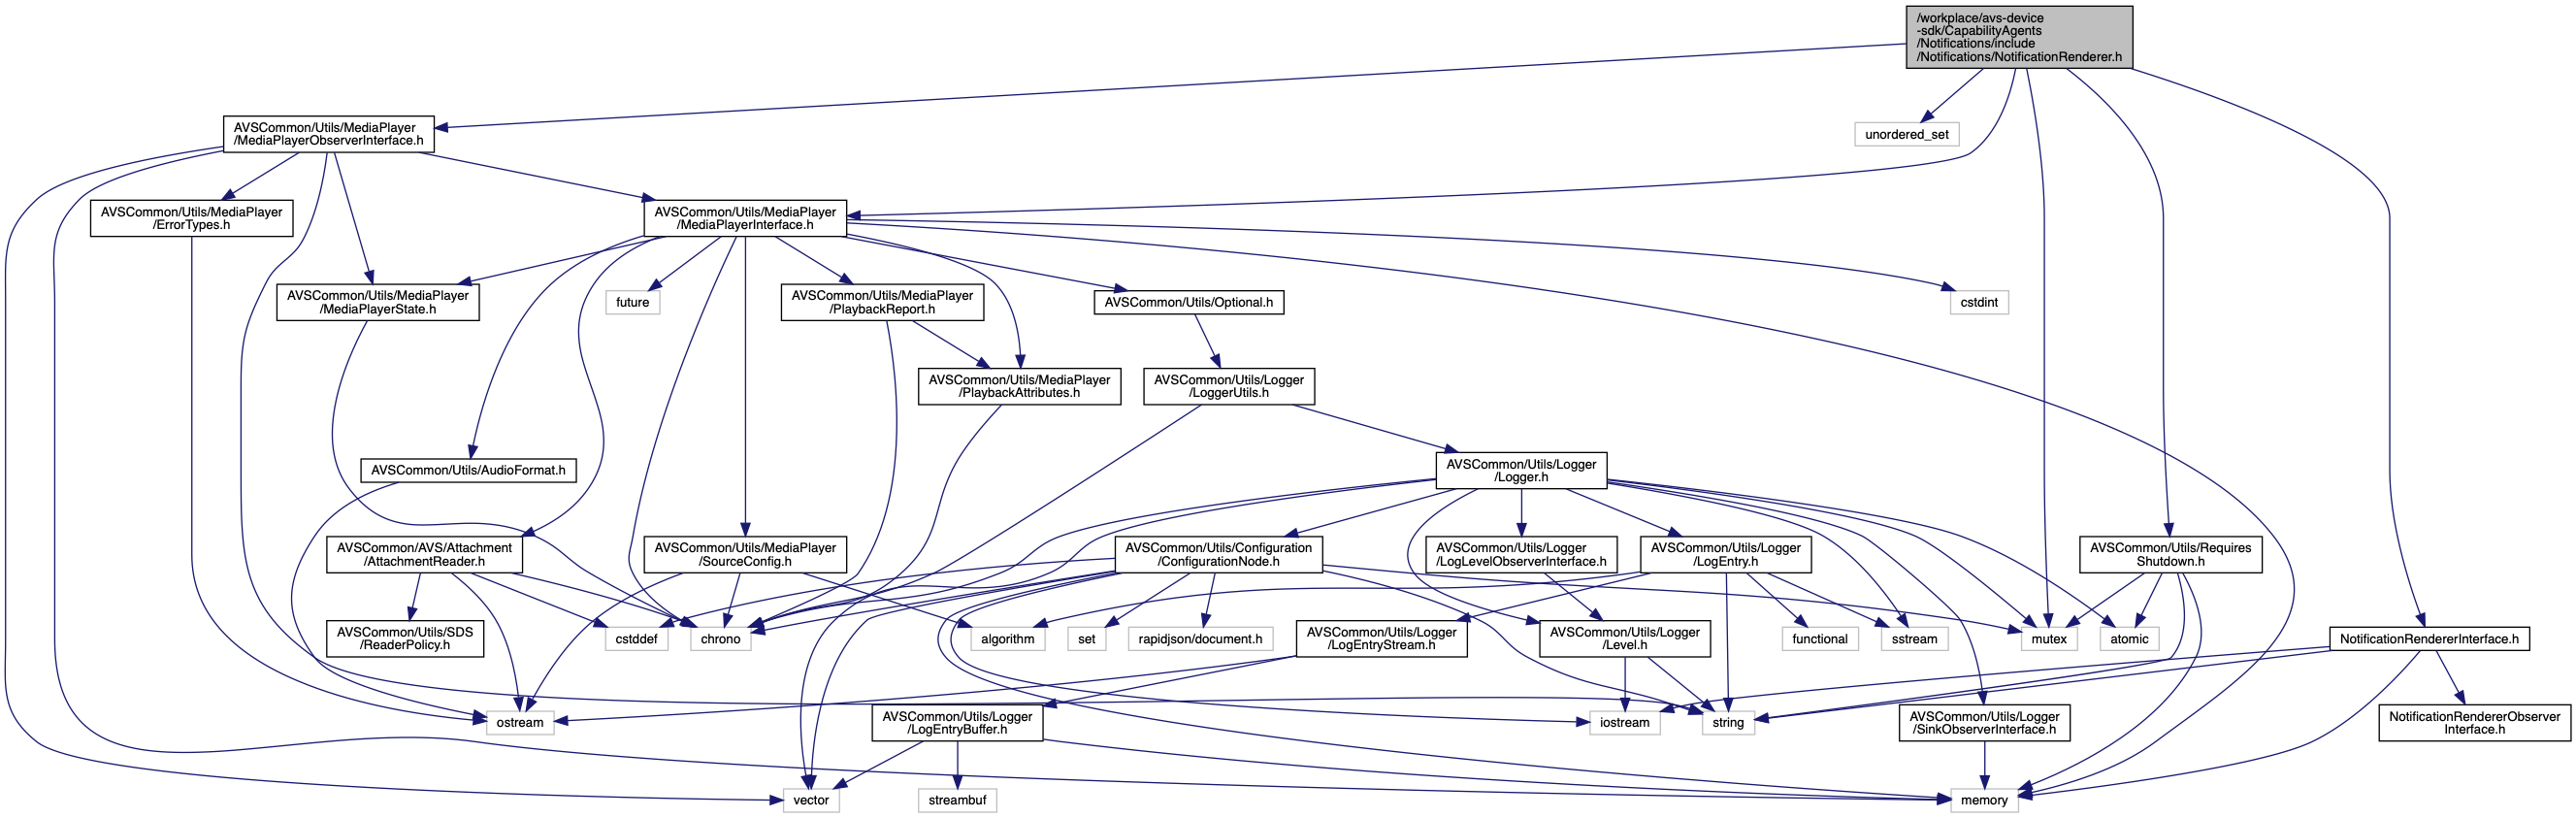 /workplace/avs-device
-sdk/CapabilityAgents
/Notifications/include
/Notifications/NotificationRenderer.h
AVSCommon/Utils/MediaPlayer
/MediaPlayerObserverInterface.h
unordered_set
AVSCommon/Utils/MediaPlayer
/ErrorTypes.h
AVSCommon/Utils/MediaPlayer
/MediaPlayerInterface.h
AVSCommon/Utils/MediaPlayer
/MediaPlayerState.h
future
AVSCommon/Utils/MediaPlayer
/PlaybackReport.h
AVSCommon/Utils/Optional.h
cstdint
AVSCommon/Utils/MediaPlayer
/PlaybackAttributes.h
AVSCommon/Utils/Logger
/LoggerUtils.h
AVSCommon/Utils/AudioFormat.h
AVSCommon/Utils/Logger
/Logger.h
AVSCommon/AVS/Attachment
/AttachmentReader.h
AVSCommon/Utils/MediaPlayer
/SourceConfig.h
AVSCommon/Utils/Configuration
/ConfigurationNode.h
AVSCommon/Utils/Logger
/LogLevelObserverInterface.h
AVSCommon/Utils/Logger
/LogEntry.h
AVSCommon/Utils/Requires
Shutdown.h
AVSCommon/Utils/SDS
/ReaderPolicy.h
cstddef
chrono
algorithm
set
rapidjson/document.h
AVSCommon/Utils/Logger
/LogEntryStream.h
AVSCommon/Utils/Logger
/Level.h
functional
sstream
mutex
atomic
NotificationRendererInterface.h
ostream
AVSCommon/Utils/Logger
/LogEntryBuffer.h
iostream
string
AVSCommon/Utils/Logger
/SinkObserverInterface.h
NotificationRendererObserver
Interface.h
vector
streambuf
memory